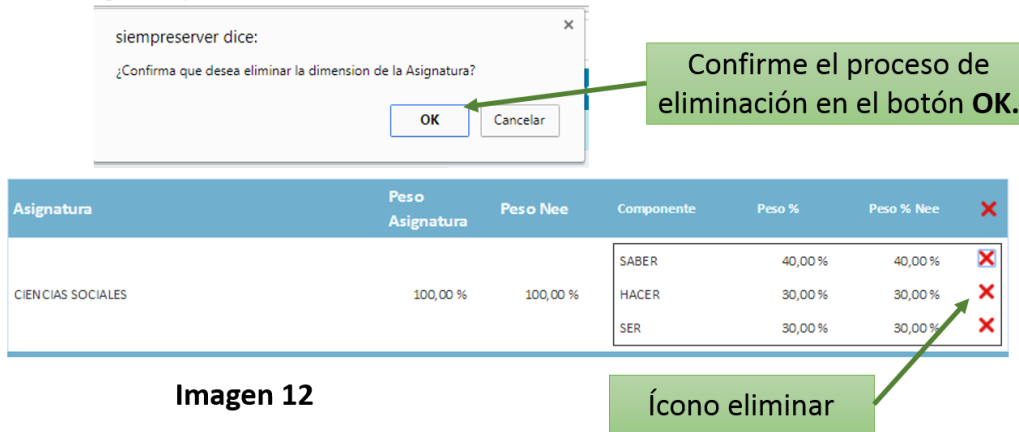 siempreserver dice:
¿Confirma que desea eliminar la dimension de la Asignatura?
OK Cancelar
Confirme el proceso de
eliminación en el botón OK.
Asignatura Peso Asignatura Peso Nee Componente Peso % Peso % Nee
SABER 40,00 % 40,00 %
CIENCIAS SOCIALES 100,00 % 100,00 % HACER 30,00 % 30,00 %
SER 30,00 % 30,00 %
Imagen 12
Ícono eliminar